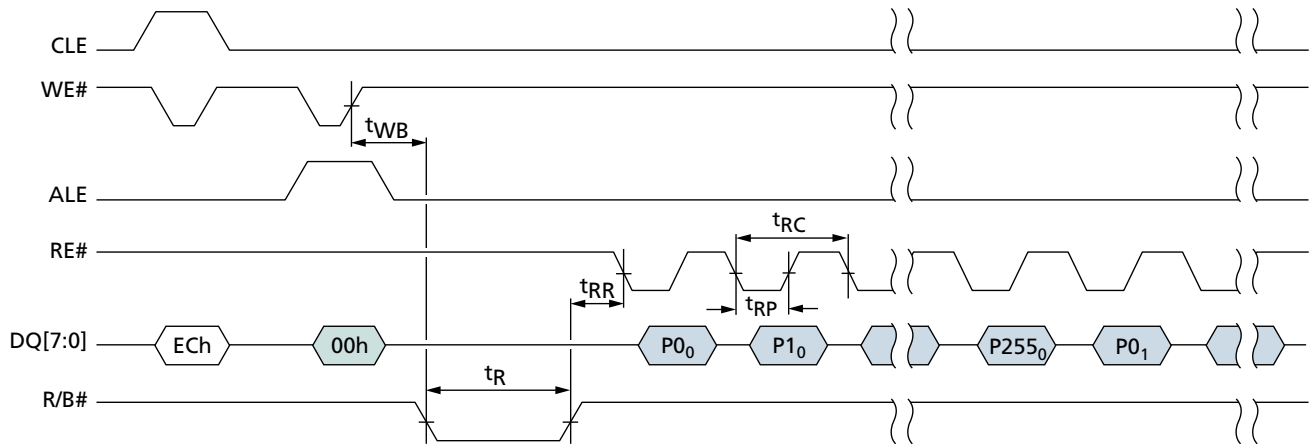 CLE
WE#
tWB
ALE
tRC
RE#
tRR
tRP
DQ[7:0]
ECh 00h P0₀ P1₀ P255₀ P0₁
tR
R/B#